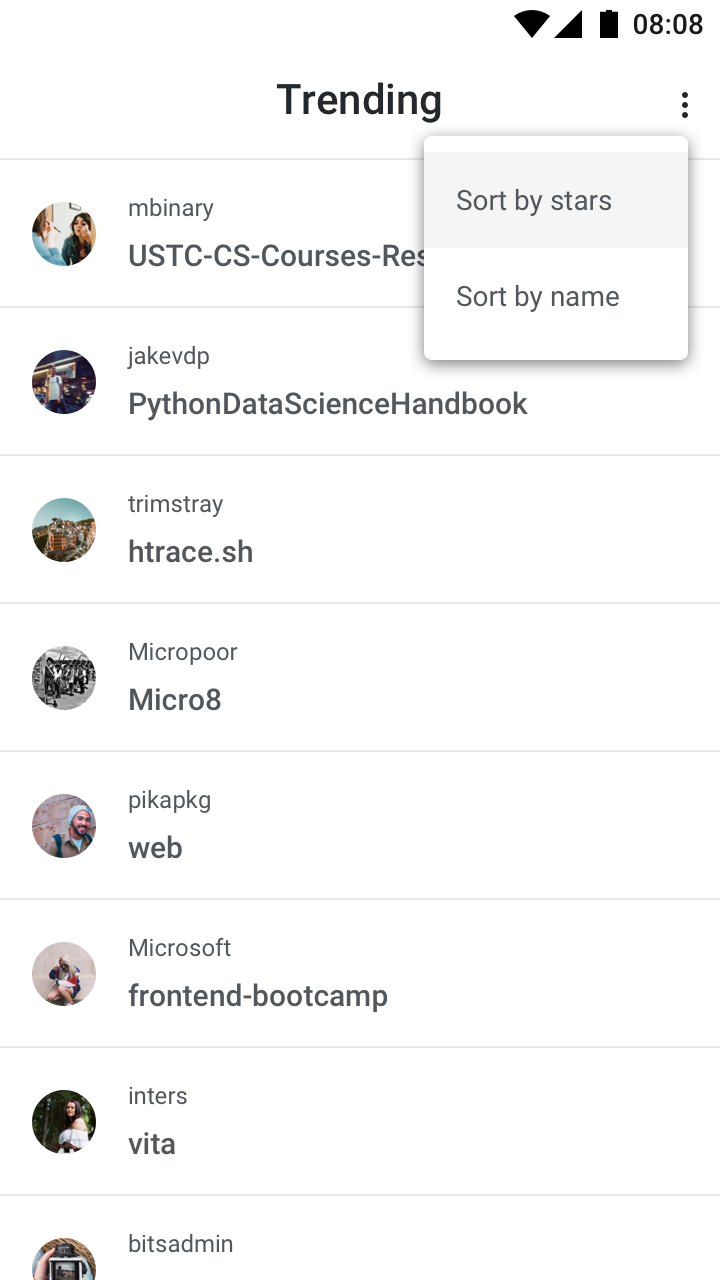 08:08
Trending
Sort by stars
Sort by name
mbinary
USTC-CS-Courses-Res
jakevdp
PythonDataScienceHandbook
trimstray
htrace.sh
Micropoor
Micro8
pikapkg
web
Microsoft
frontend-bootcamp
inters
vita
bitsadmin